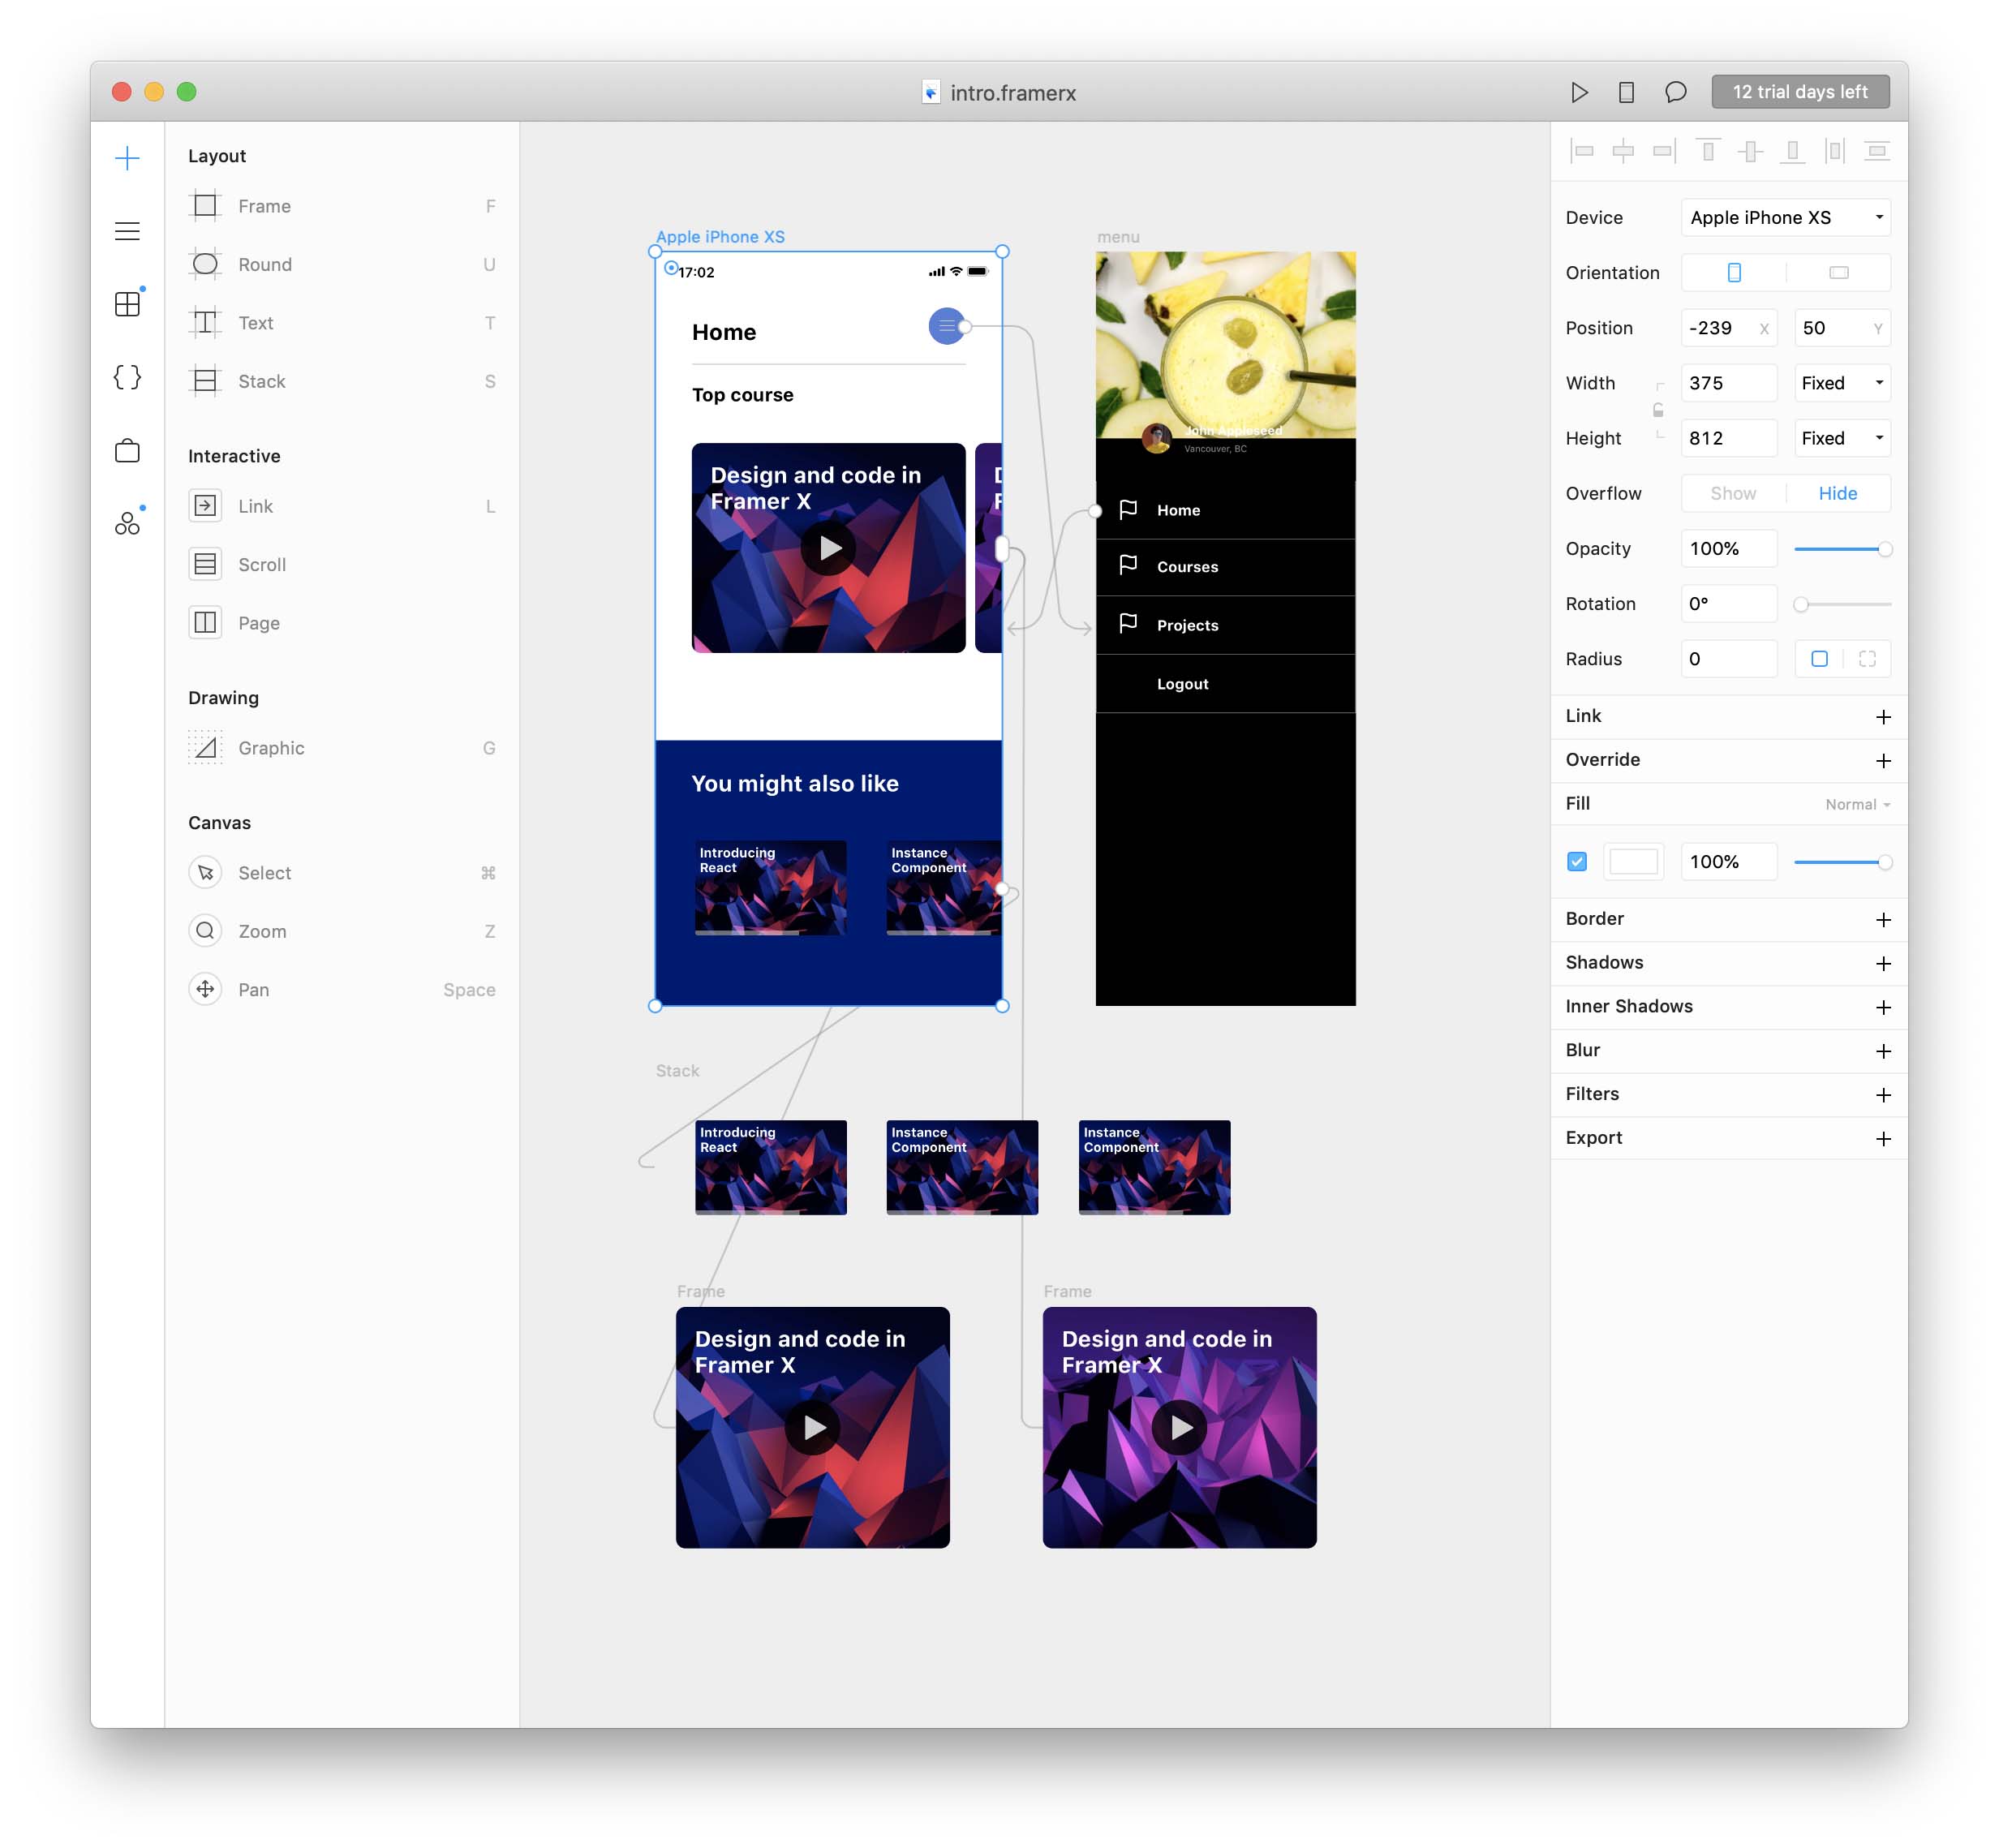 intro.framerx
12 trial days left
Layout
Frame F
Round U
Text T
Stack S
Interactive
Link L
Scroll
Page
Drawing
Graphic G
Canvas
Select ⌘
Zoom Z
Pan Space
Apple iPhone XS
17:02
Home
Top course
Design and code in
Framer X
D
F
You might also like
Introducing
React
Instance
Component
menu
John Appleseed
Vancouver, BC
Home
Courses
Projects
Logout
Stack
Introducing
React
Instance
Component
Instance
Component
Frame
Design and code in
Framer X
Frame
Design and code in
Framer X
Device Apple iPhone XS
Orientation
Position -239 X 50 Y
Width 375 Fixed
Height 812 Fixed
Overflow Show Hide
Opacity 100%
Rotation 0°
Radius 0
Link
Override
Fill Normal
100%
Border
Shadows
Inner Shadows
Blur
Filters
Export